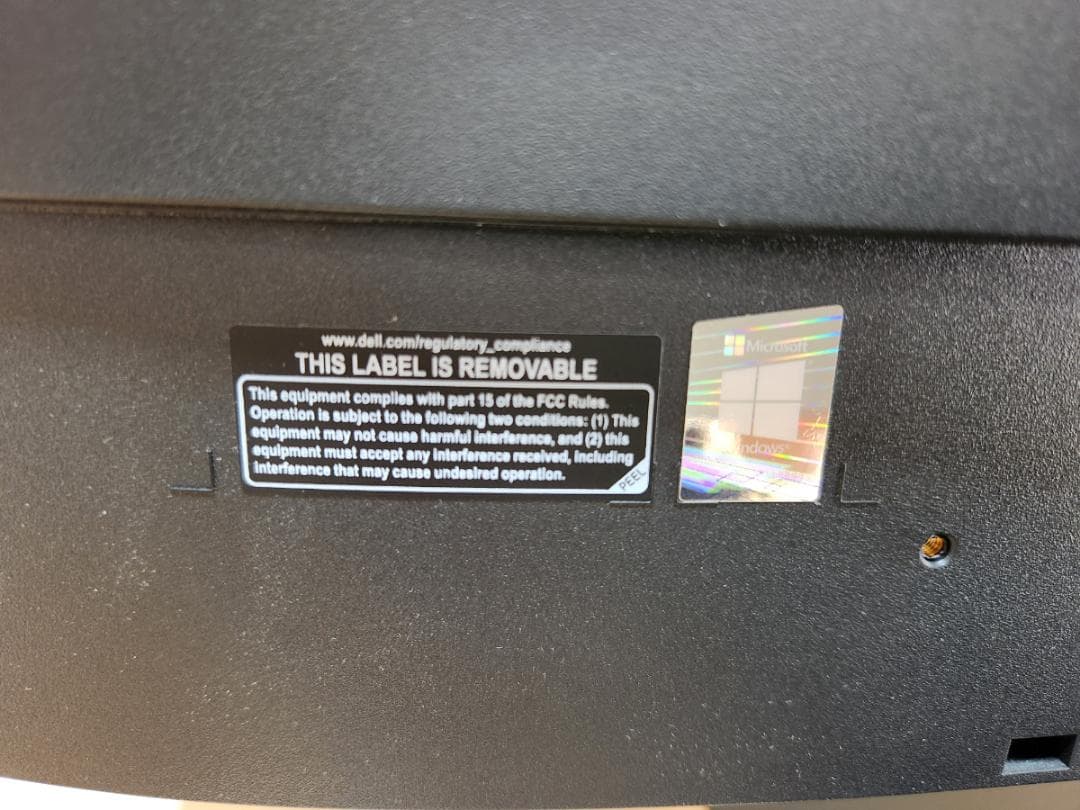 www.dell.com/regulatory_compliance
THIS LABEL IS REMOVABLE
This equipment complies with part 15 of the FCC Rules.
Operation is subject to the following two conditions: (1) This
equipment may not cause harmful interference, and (2) this
equipment must accept any interference received, including
interference that may cause undesired operation.
PEEL
Microsoft
Windows®